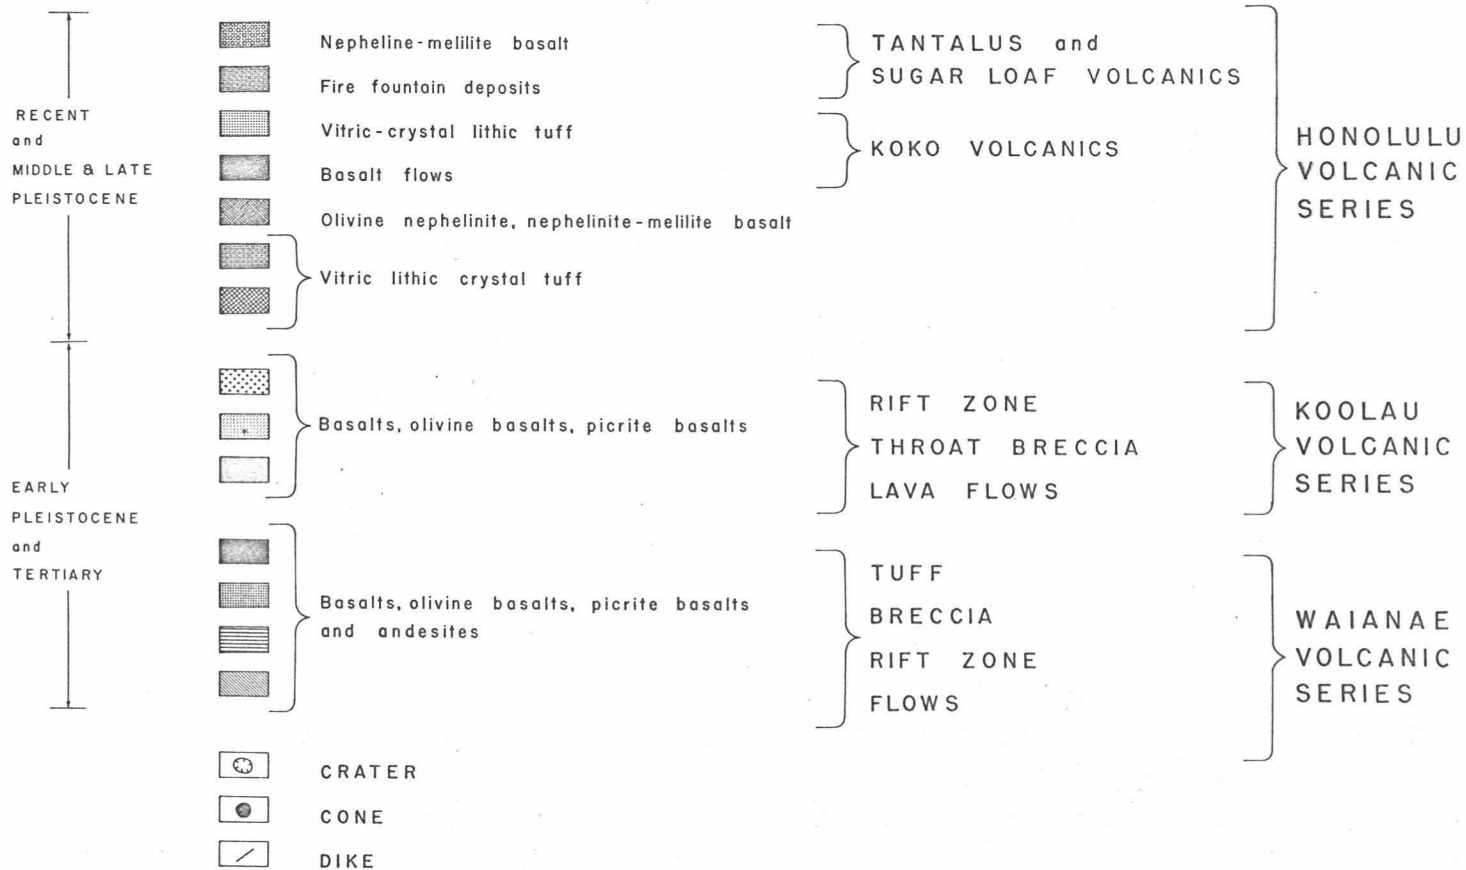 RECENT
and
MIDDLE & LATE
PLEISTOCENE
EARLY
PLEISTOCENE
and
TERTIARY
Nepheline-melilite basalt
Fire fountain deposits
Vitric-crystal lithic tuff
Basalt flows
Olivine nephelinite, nephelinite-melilite basalt
Vitric lithic crystal tuff
Basalts, olivine basalts, picrite basalts
Basalts, olivine basalts, picrite basalts
and andesites
CRATER
CONE
DIKE
TANTALUS and
SUGAR LOAF VOLCANICS
KOKO VOLCANICS
RIFT ZONE
THROAT BRECCIA
LAVA FLOWS
TUFF
BRECCIA
RIFT ZONE
FLOWS
HONOLULU
VOLCANIC
SERIES
KOOLAU
VOLCANIC
SERIES
WAIANAE
VOLCANIC
SERIES